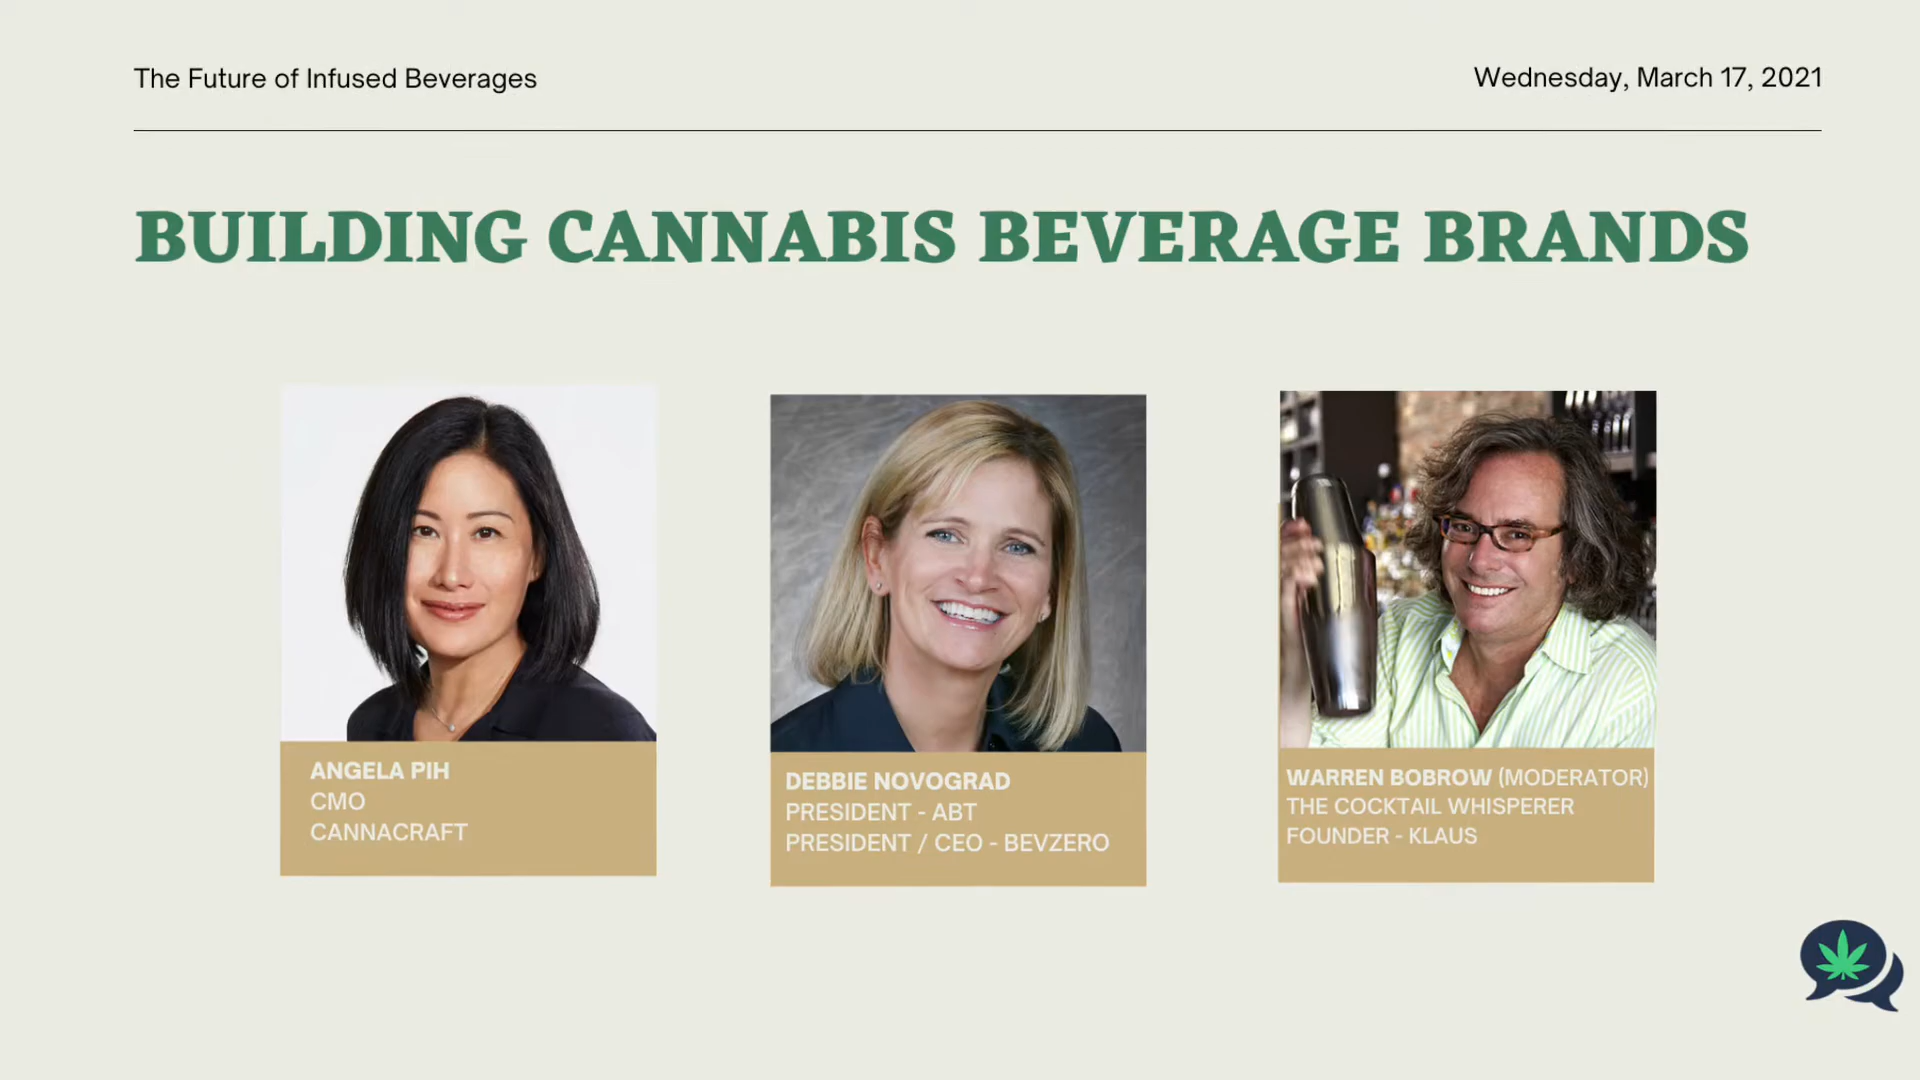 The Future of Infused Beverages
Wednesday, March 17, 2021
BUILDING CANNABIS BEVERAGE BRANDS
ANGELA PIH
CMO
CANNACRAFT
DEBBIE NOVOGRAD
PRESIDENT - ABT
PRESIDENT / CEO - BEVZERO
WARREN BOBROW (MODERATOR)
THE COCKTAIL WHISPERER
FOUNDER - KLAUS